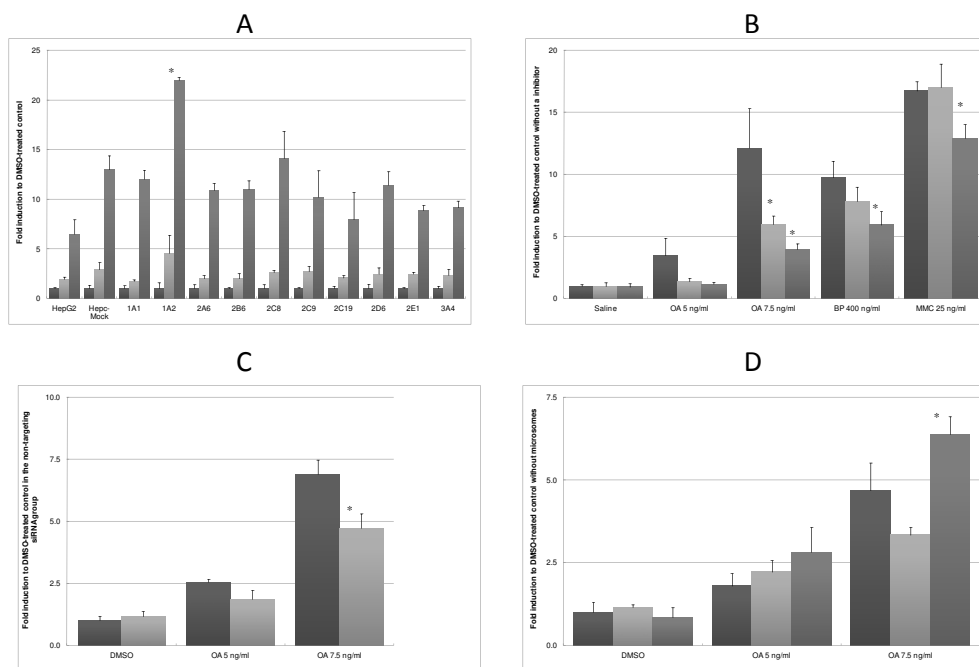 A
Fold induction to DMSO-treated control
25
20
15
10
5
0
*
HepG2
Hepc-
Mock
1A1
1A2
2A6
2B6
2C8
2C9
2C19
2D6
2E1
3A4
B
Fold induction to DMSO-treated control without a inhibitor
20
15
10
5
0
*
*
*
*
Saline
OA 5 ng/ml
OA 7.5 ng/ml
BP 400 ng/ml
MMC 25 ng/ml
C
Fold induction to DMSO-treated control in the non-targeting
siRNAgroup
10.0
7.5
5.0
2.5
0.0
*
DMSO
OA 5 ng/ml
OA 7.5 ng/ml
D
Fold induction to DMSO-treated control without microsomes
7.5
5.0
2.5
0.0
*
DMSO
OA 5 ng/ml
OA 7.5 ng/ml